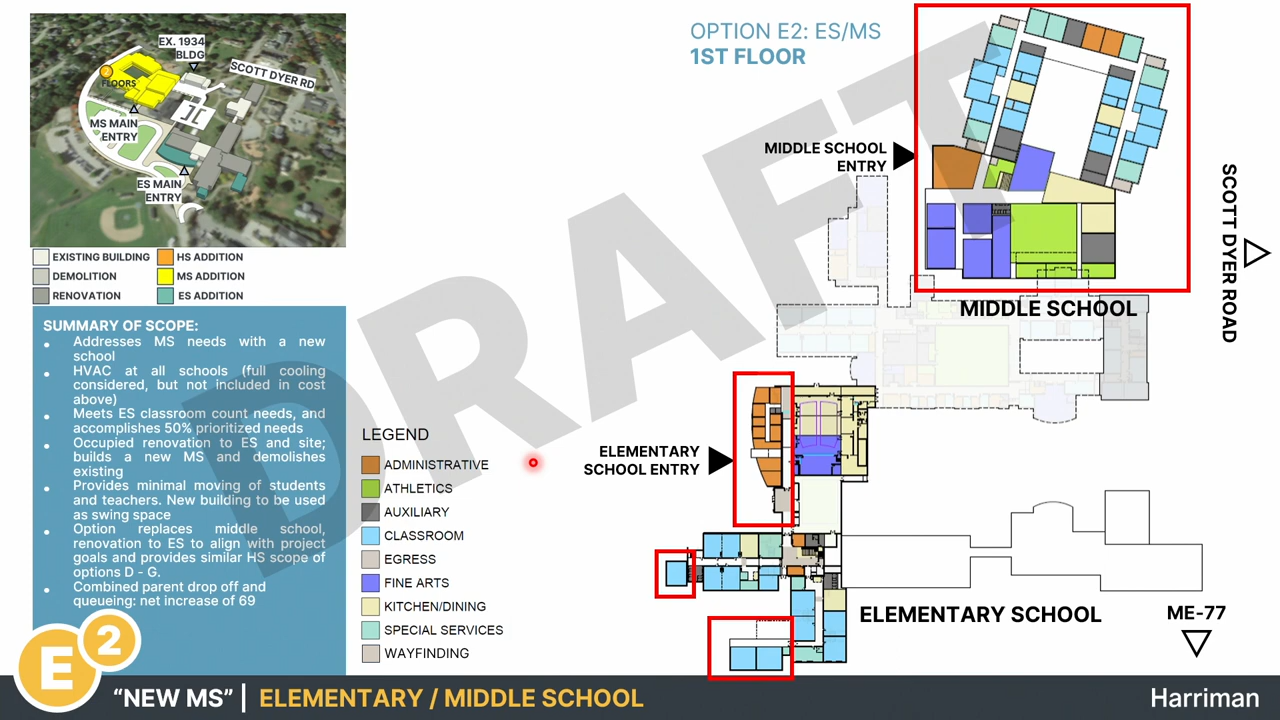 EX. 1934
BLDG
SCOTT DYER RD
2
FLOORS
MS MAIN
ENTRY
ES MAIN
ENTRY
EXISTING BUILDING
HS ADDITION
DEMOLITION
MS ADDITION
RENOVATION
ES ADDITION
SUMMARY OF SCOPE:
• Addresses MS needs with a new
school
• HVAC at all schools (full cooling
considered, but not included in cost
above)
• Meets ES classroom count needs, and
accomplishes 50% prioritized needs
• Occupied renovation to ES and site;
builds a new MS and demolishes
existing
• Provides minimal moving of students
and teachers. New building to be used
as swing space
• Option replaces middle school,
renovation to ES to align with project
goals and provides similar HS scope of
options D - G.
• Combined parent drop off and
queueing: net increase of 69
OPTION E2: ES/MS
1ST FLOOR
DRAFT
MIDDLE SCHOOL
ENTRY
MIDDLE SCHOOL
SCOTT DYER ROAD
ELEMENTARY
SCHOOL ENTRY
LEGEND
ADMINISTRATIVE
ATHLETICS
AUXILIARY
CLASSROOM
EGRESS
FINE ARTS
KITCHEN/DINING
SPECIAL SERVICES
WAYFINDING
ELEMENTARY SCHOOL
ME-77
E2
“NEW MS” | ELEMENTARY / MIDDLE SCHOOL
Harriman